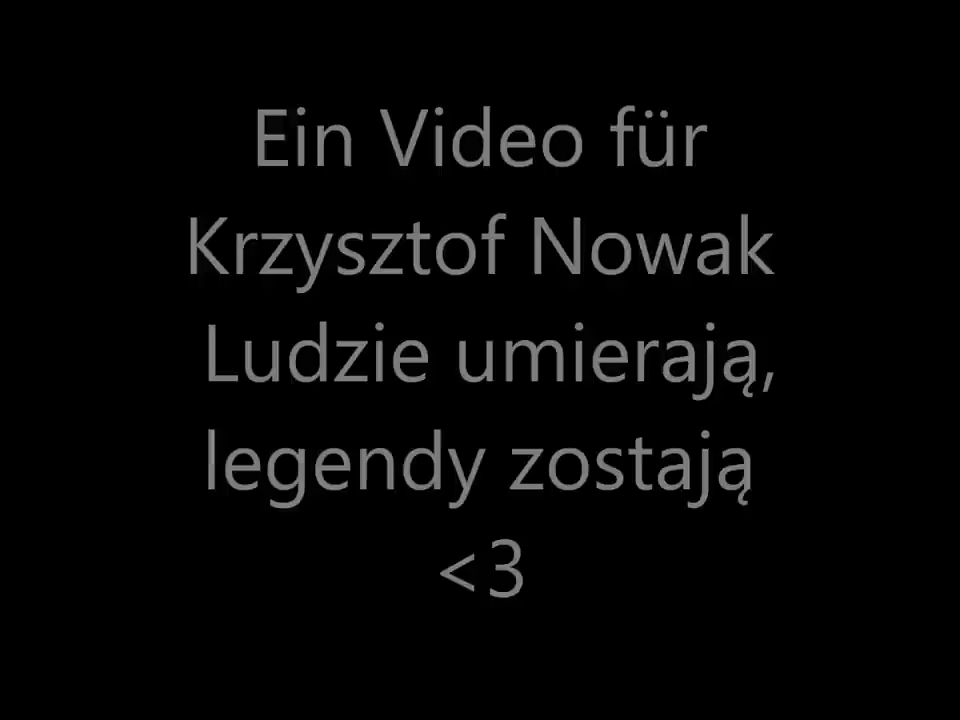 Ein Video für
Krzysztof Nowak
Ludzie umierają,
legendy zostają
<3